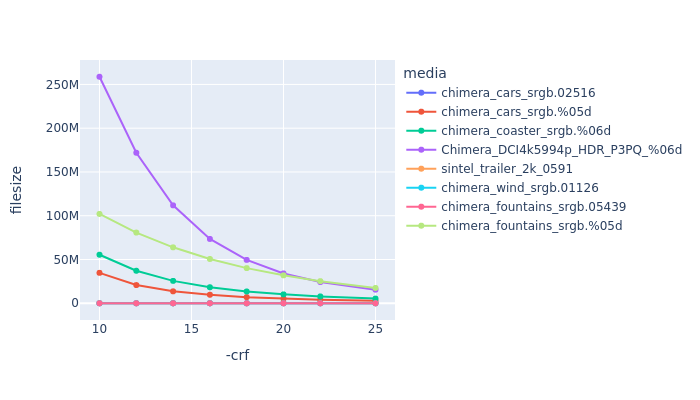 media
chimera_cars_srgb.02516
chimera_cars_srgb.%05d
chimera_coaster_srgb.%06d
Chimera_DCI4k5994p_HDR_P3PQ_%06d
sintel_trailer_2k_0591
chimera_wind_srgb.01126
chimera_fountains_srgb.05439
chimera_fountains_srgb.%05d
filesize
250M
200M
150M
100M
50M
0
10 15 20 25
-crf